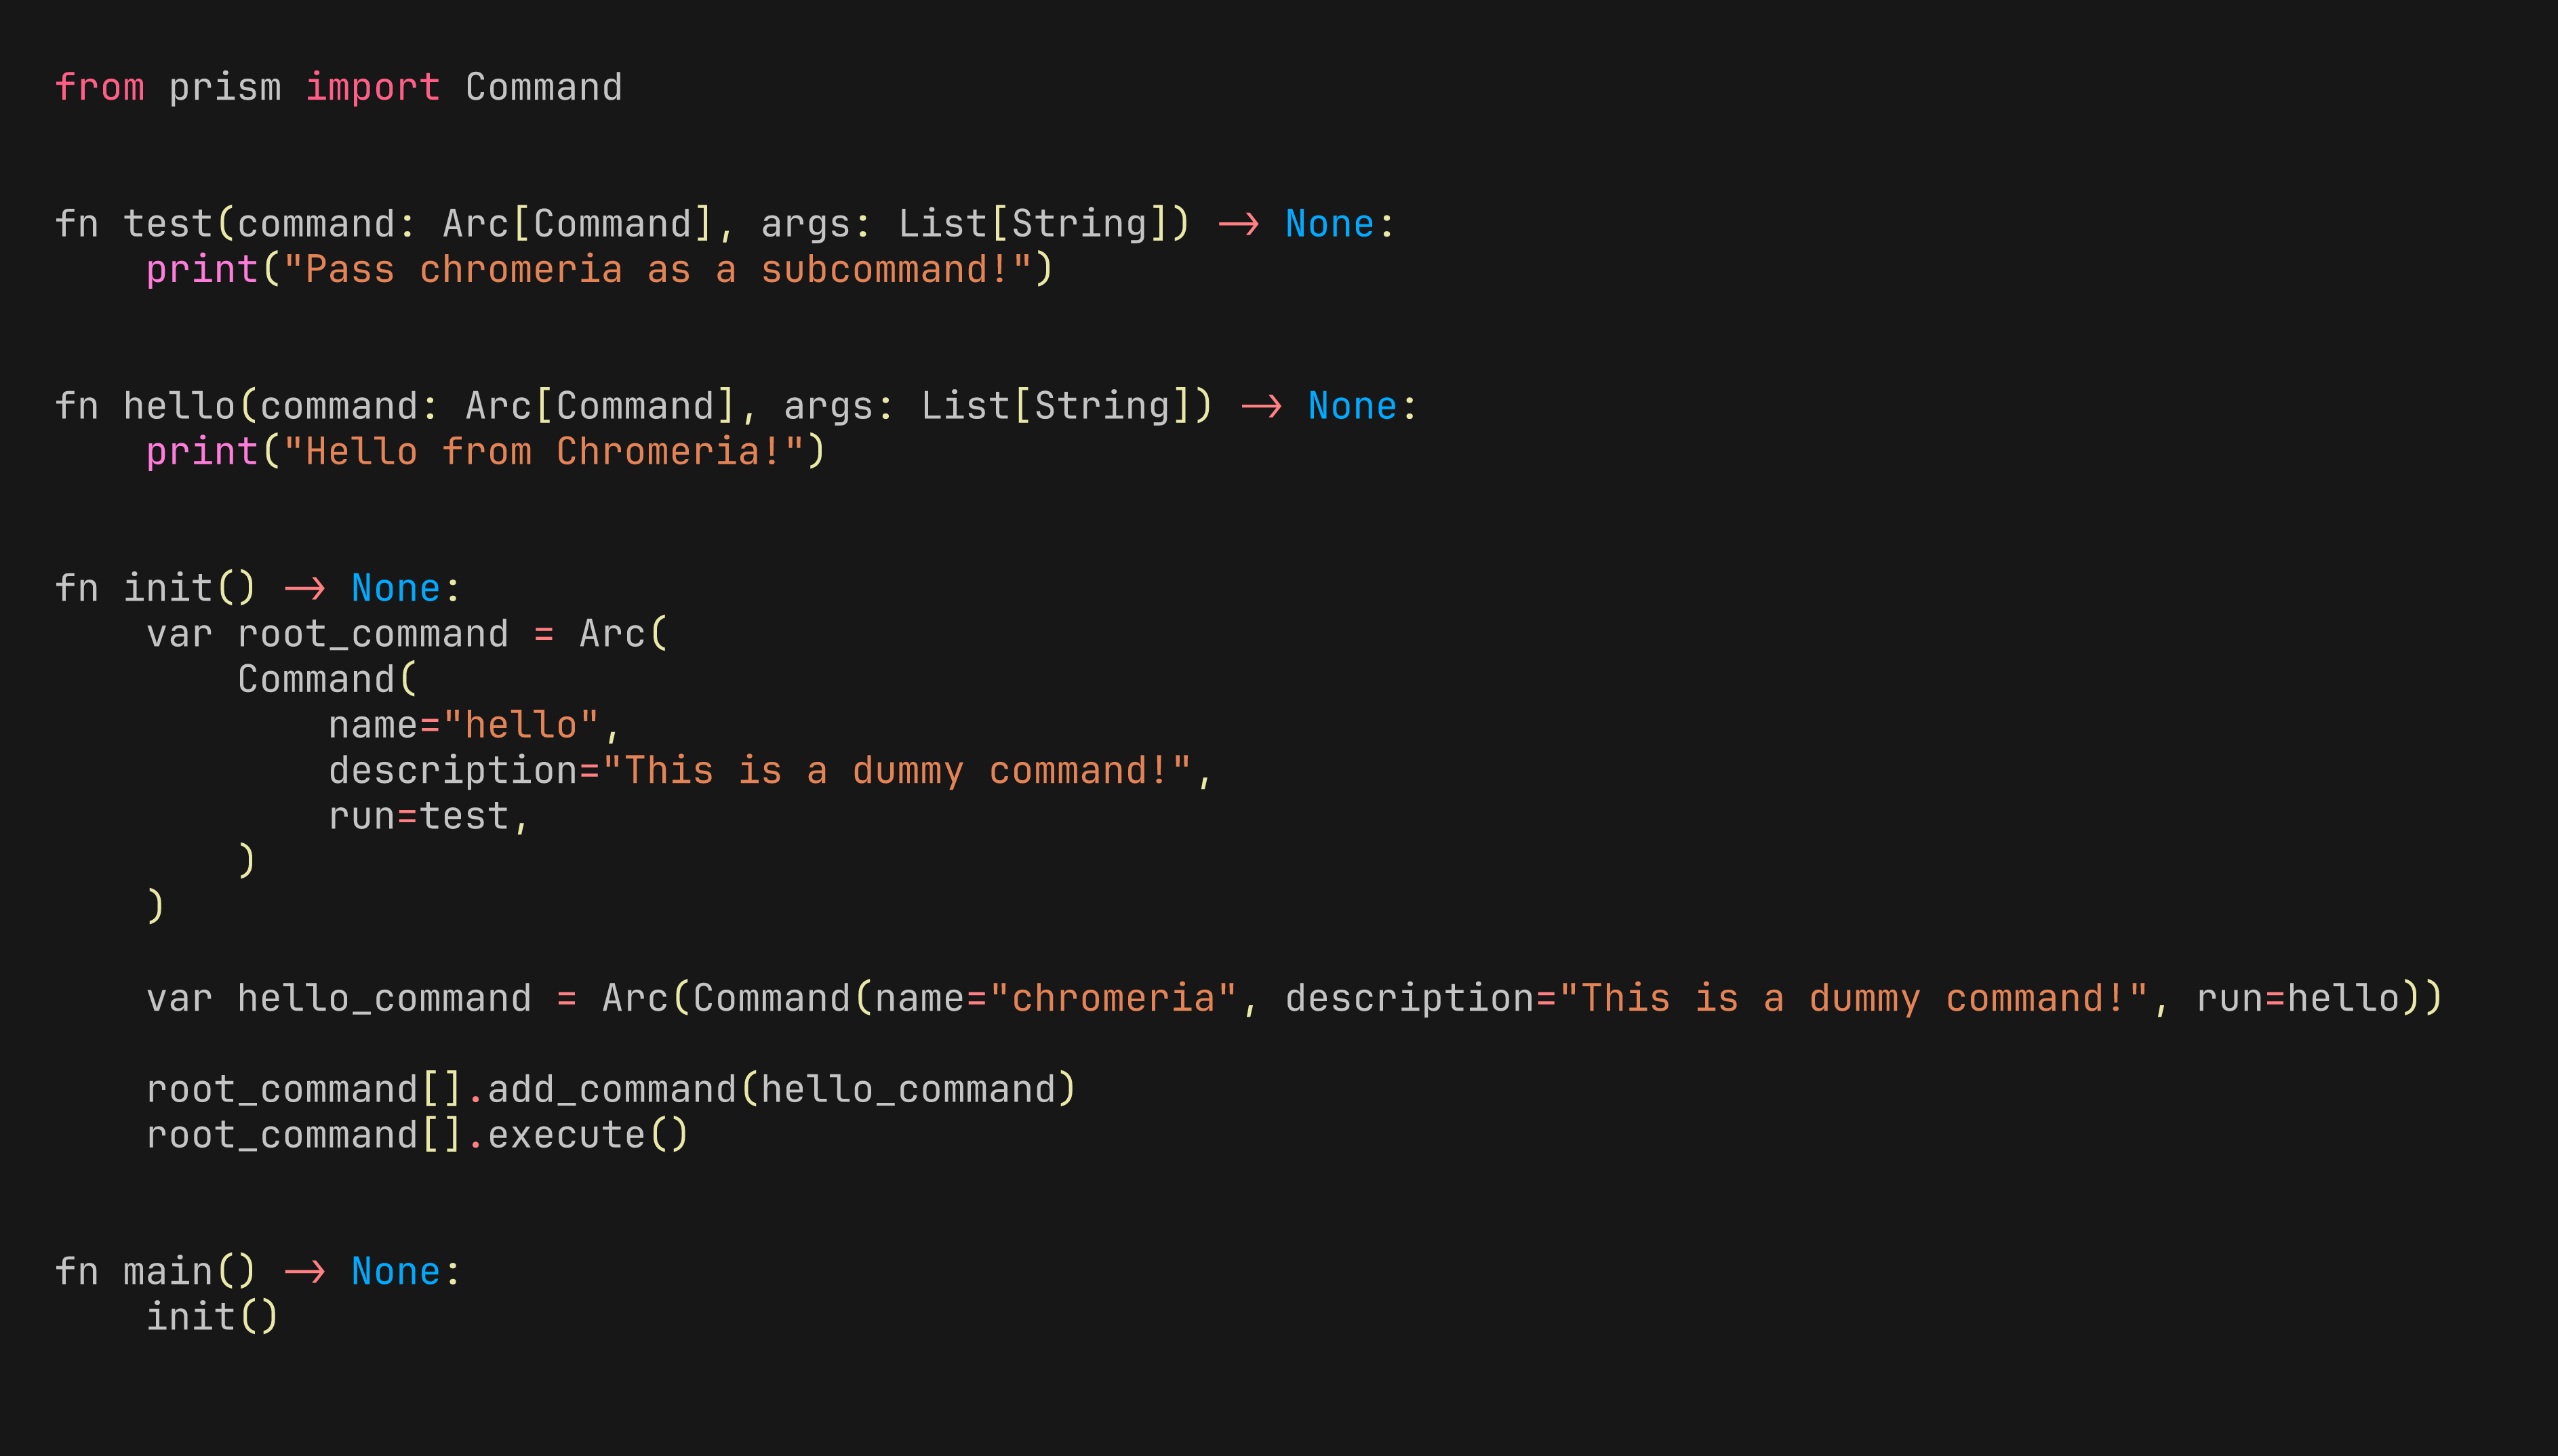 from prism import Command
fn test(command: Arc[Command], args: List[String]) -> None:
    print("Pass chromeria as a subcommand!")
fn hello(command: Arc[Command], args: List[String]) -> None:
    print("Hello from Chromeria!")
fn init() -> None:
    var root_command = Arc(
        Command(
            name="hello",
            description="This is a dummy command!",
            run=test,
        )
    )
    var hello_command = Arc(Command(name="chromeria", description="This is a dummy command!", run=hello))
    root_command[].add_command(hello_command)
    root_command[].execute()
fn main() -> None:
    init()